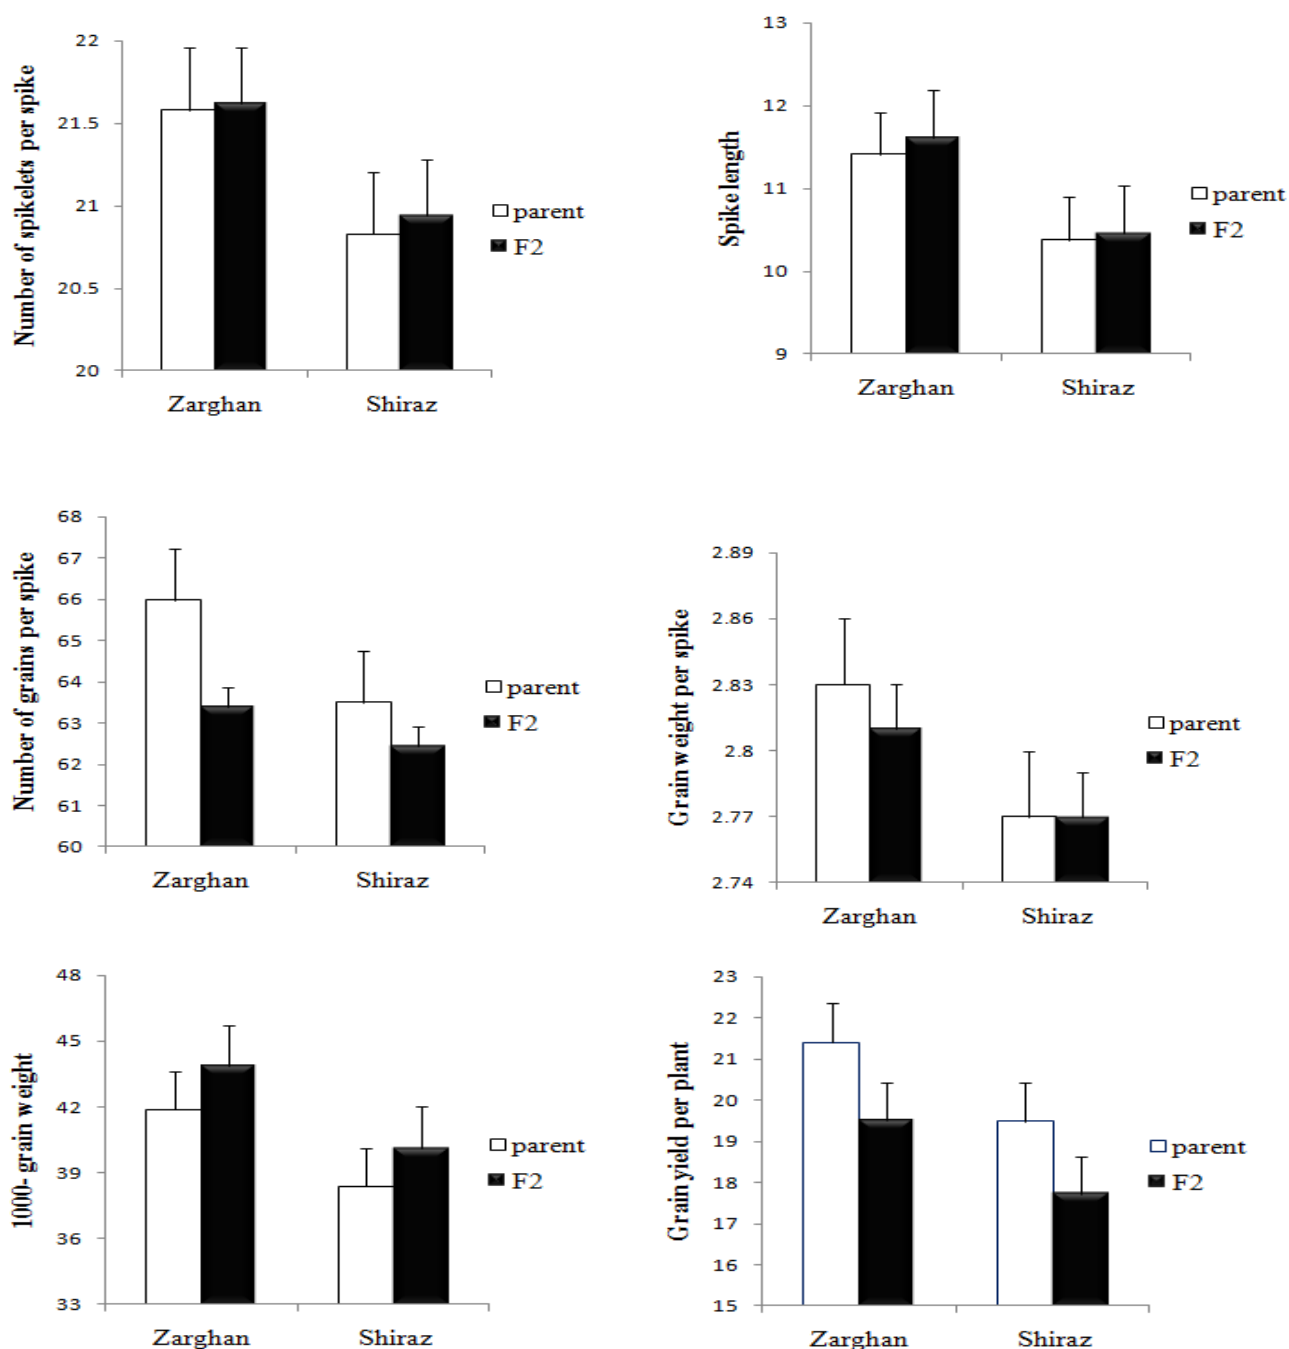 Number of spikelets per spike
22
21.5
21
20.5
20
Zarghan Shiraz
parent
F2
Spike length
13
12
11
10
9
Zarghan Shiraz
parent
F2
Number of grains per spike
68
67
66
65
64
63
62
61
60
Zarghan Shiraz
parent
F2
Grain weight per spike
2.89
2.86
2.83
2.8
2.77
2.74
Zarghan Shiraz
parent
F2
1000- grain weight
48
45
42
39
36
33
Zarghan Shiraz
parent
F2
Grain yield per plant
23
22
21
20
19
18
17
16
15
Zarghan Shiraz
parent
F2